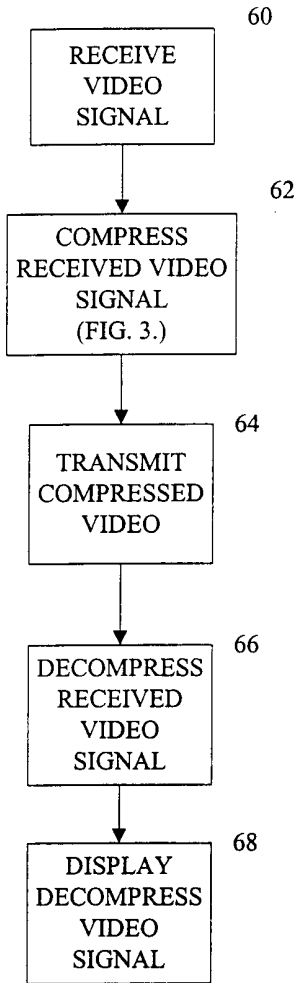 60
RECEIVE
VIDEO
SIGNAL
62
COMPRESS
RECEIVED VIDEO
SIGNAL
(FIG. 3.)
64
TRANSMIT
COMPRESSED
VIDEO
66
DECOMPRESS
RECEIVED
VIDEO
SIGNAL
68
DISPLAY
DECOMPRESS
VIDEO
SIGNAL